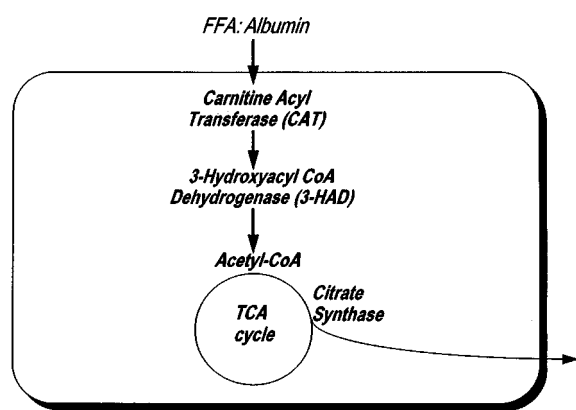 FFA: Albumin
Carnitine Acyl
Transferase (CAT)
3-Hydroxyacyl CoA
Dehydrogenase (3-HAD)
Acetyl-CoA
TCA
cycle
Citrate
Synthase